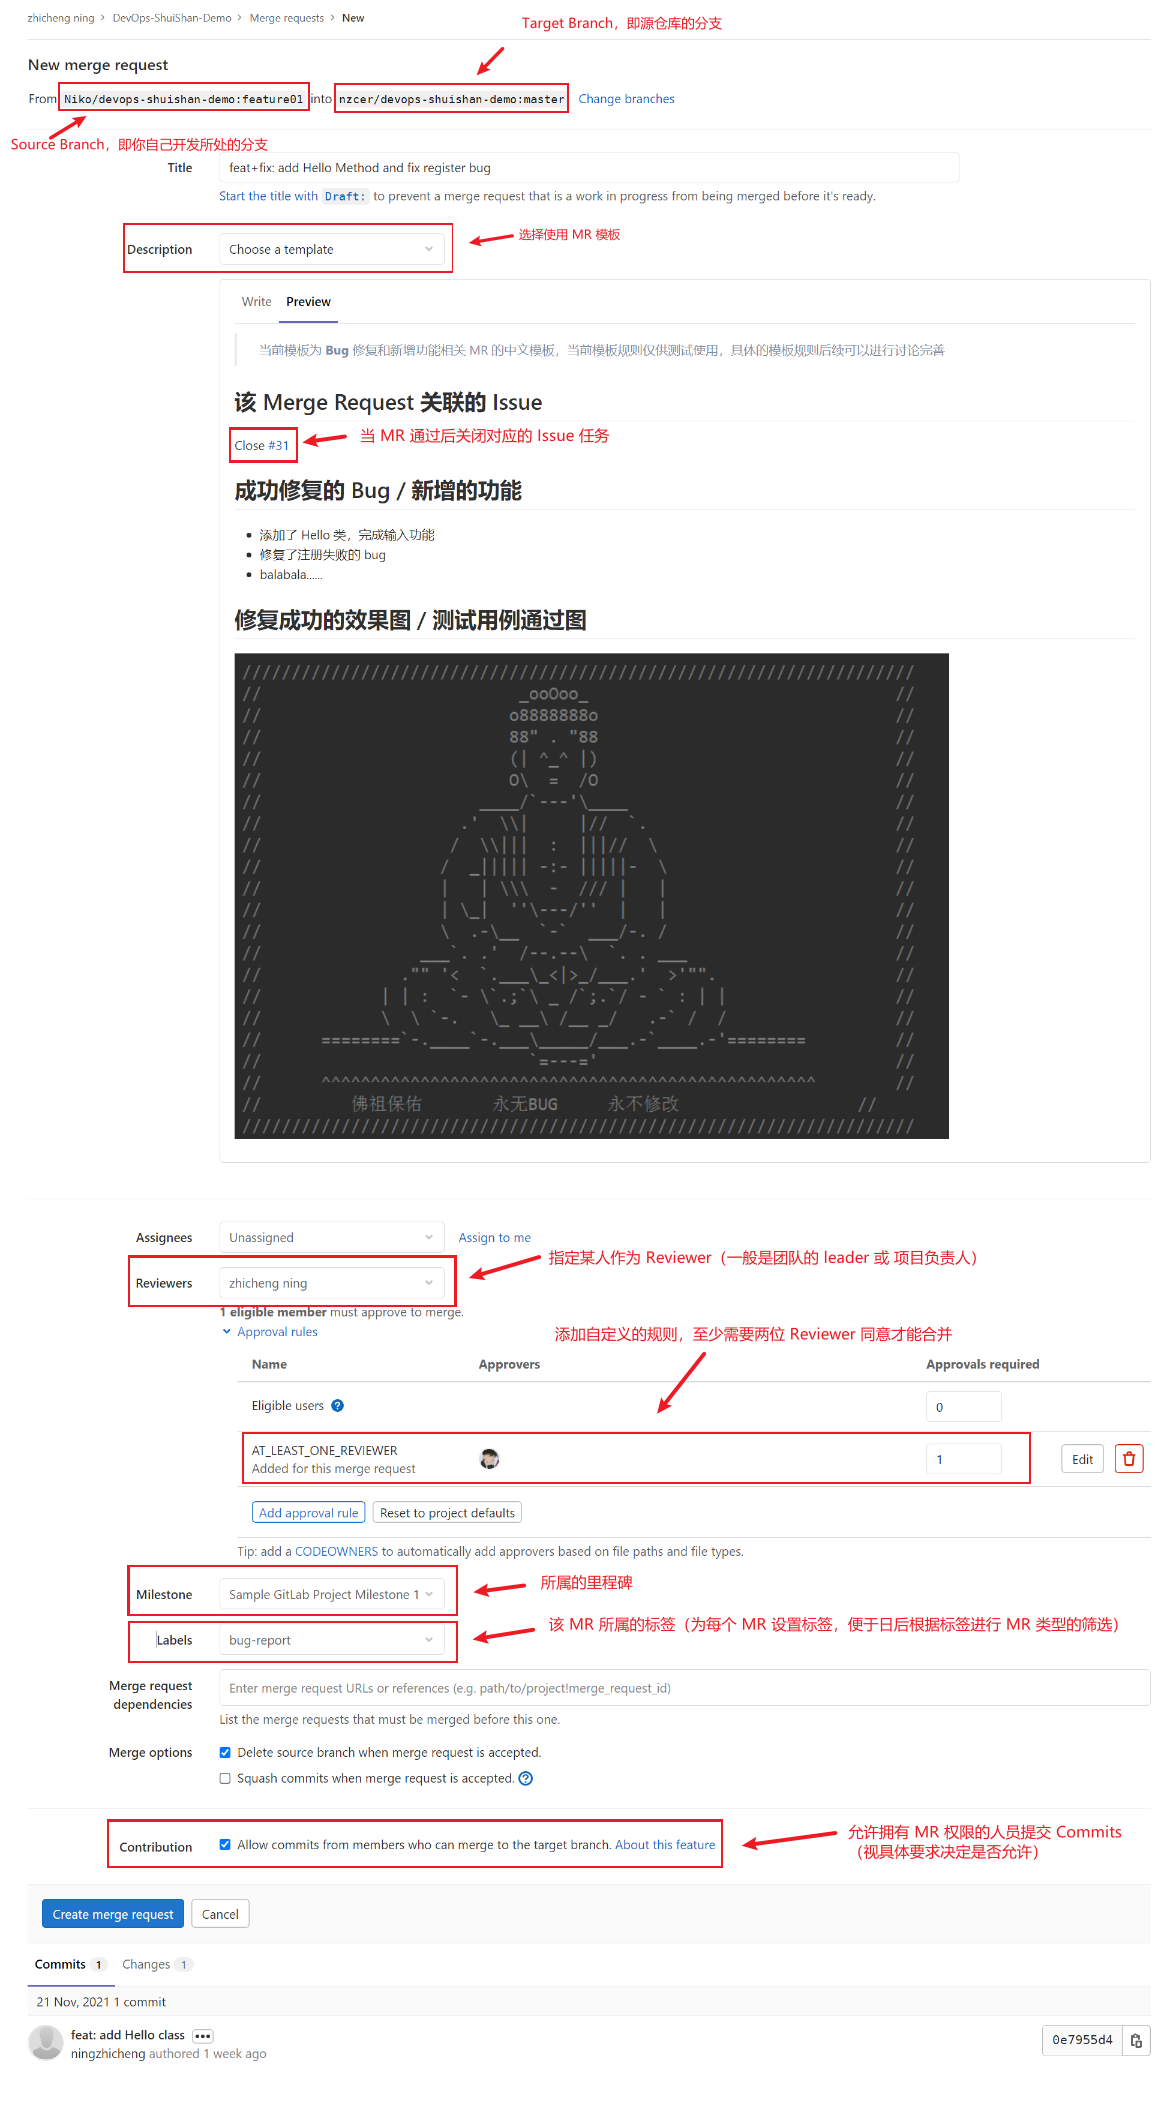 zhicheng ning > DevOps-ShuiShan-Demo > Merge requests > New
Target Branch，即源仓库的分支
New merge request
From Niko/devops-shuishan-demo:feature01 into nzcer/devops-shuishan-demo:master Change branches
Source Branch，即你自己开发所处的分支
Title feat+fix: add Hello Method and fix register bug
Start the title with Draft: to prevent a merge request that is a work in progress from being merged before it's ready.
选择使用 MR 模板
Description Choose a template
Write Preview
当前模板为 Bug 修复和新增功能相关 MR 的中文模板，当前模板规则仅供测试使用，具体的模板规则后续可以进行讨论完善
该 Merge Request 关联的 Issue
Close #31
当 MR 通过后关闭对应的 Issue 任务
成功修复的 Bug / 新增的功能
• 添加了 Hello 类，完成输入功能
• 修复了注册失败的 bug
• balabala......
修复成功的效果图 / 测试用例通过图
////////////////////////////////////////////////////////////////////
//                          _ooOoo_                               //
//                         o8888888o                              //
//                         88" . "88                              //
//                         (| ^_^ |)                              //
//                         O\  =  /O                              //
//                      ____/`---'\____                           //
//                    .'  \\|     |//  `.                         //
//                   /  \\|||  :  |||//  \                        //
//                  /  _||||| -:- |||||-  \                       //
//                  |   | \\\  -  /// |   |                       //
//                  | \_|  ''\---/''  |   |                       //
//                  \  .-\__  `-`  ___/-. /                       //
//                ___`. .'  /--.--\  `. . ___                     //
//              ."" '<  `.___\_<|>_/___.'  >'"".                  //
//            | | :  `- \`.;`\ _ /`;.`/ - ` : | |                 //
//            \  \ `-.   \_ __\ /__ _/   .-` /  /                 //
//      ========`-.____`-.___\_____/___.-`____.-'========         //
//                           `=---='                              //
//      ^^^^^^^^^^^^^^^^^^^^^^^^^^^^^^^^^^^^^^^^^^^^^^^^^^        //
//         佛祖保佑       永无BUG     永不修改                  //
////////////////////////////////////////////////////////////////////
Assignees Unassigned Assign to me
指定某人作为 Reviewer（一般是团队的 leader 或 项目负责人）
Reviewers zhicheng ning
1 eligible member must approve to merge.
Approval rules
添加自定义的规则，至少需要两位 Reviewer 同意才能合并
Name Approvers Approvals required
Eligible users ? 0
AT_LEAST_ONE_REVIEWER
Added for this merge request 1 Edit
Add approval rule Reset to project defaults
Tip: add a CODEOWNERS to automatically add approvers based on file paths and file types.
Milestone Sample GitLab Project Milestone 1
所属的里程碑
Labels bug-report
该 MR 所属的标签（为每个 MR 设置标签，便于日后根据标签进行 MR 类型的筛选）
Merge request
dependencies
Enter merge request URLs or references (e.g. path/to/project!merge_request_id)
List the merge requests that must be merged before this one.
Merge options Delete source branch when merge request is accepted.
Squash commits when merge request is accepted. ?
Contribution Allow commits from members who can merge to the target branch. About this feature
允许拥有 MR 权限的人员提交 Commits
（视具体要求决定是否允许）
Create merge request Cancel
Commits 1 Changes 1
21 Nov, 2021 1 commit
feat: add Hello class •••
ningzhicheng authored 1 week ago
0e7955d4